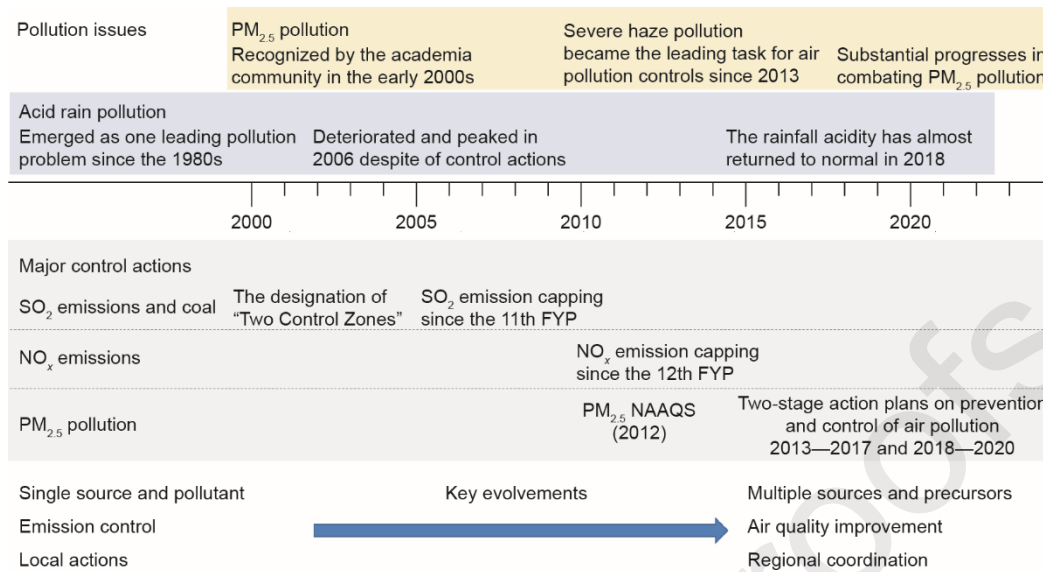 Pollution issues
PM2.5 pollution
Recognized by the academia
community in the early 2000s
Severe haze pollution
became the leading task for air
pollution controls since 2013
Substantial progresses in
combating PM2.5 pollution
Acid rain pollution
Emerged as one leading pollution
problem since the 1980s
Deteriorated and peaked in
2006 despite of control actions
The rainfall acidity has almost
returned to normal in 2018
2000 2005 2010 2015 2020
Major control actions
SO2 emissions and coal
The designation of
"Two Control Zones"
SO2 emission capping
since the 11th FYP
NOx emissions
NOx emission capping
since the 12th FYP
PM2.5 pollution
PM2.5 NAAQS
(2012)
Two-stage action plans on prevention
and control of air pollution
2013—2017 and 2018—2020
Single source and pollutant
Emission control
Local actions
Key evolvements
Multiple sources and precursors
Air quality improvement
Regional coordination
roofs